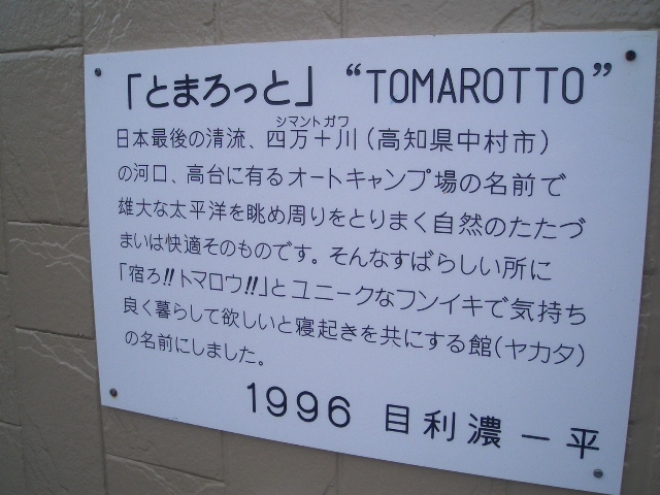 「とまろっと」 “TOMAROTTO”
シマントガワ
日本最後の清流、四万十川(高知県中村市)
の河口、高台に有るオートキャンプ場の名前で
雄大な太平洋を眺め周りをとりまく自然のたたづ
まいは快適そのものです。そんなすばらしい所に
「宿ろ!!トマロウ!!」とユニークなフンイキで気持ち
良く暮らして欲しいと寝起きを共にする館(ヤカタ)
の名前にしました。
1996 目利濃一平